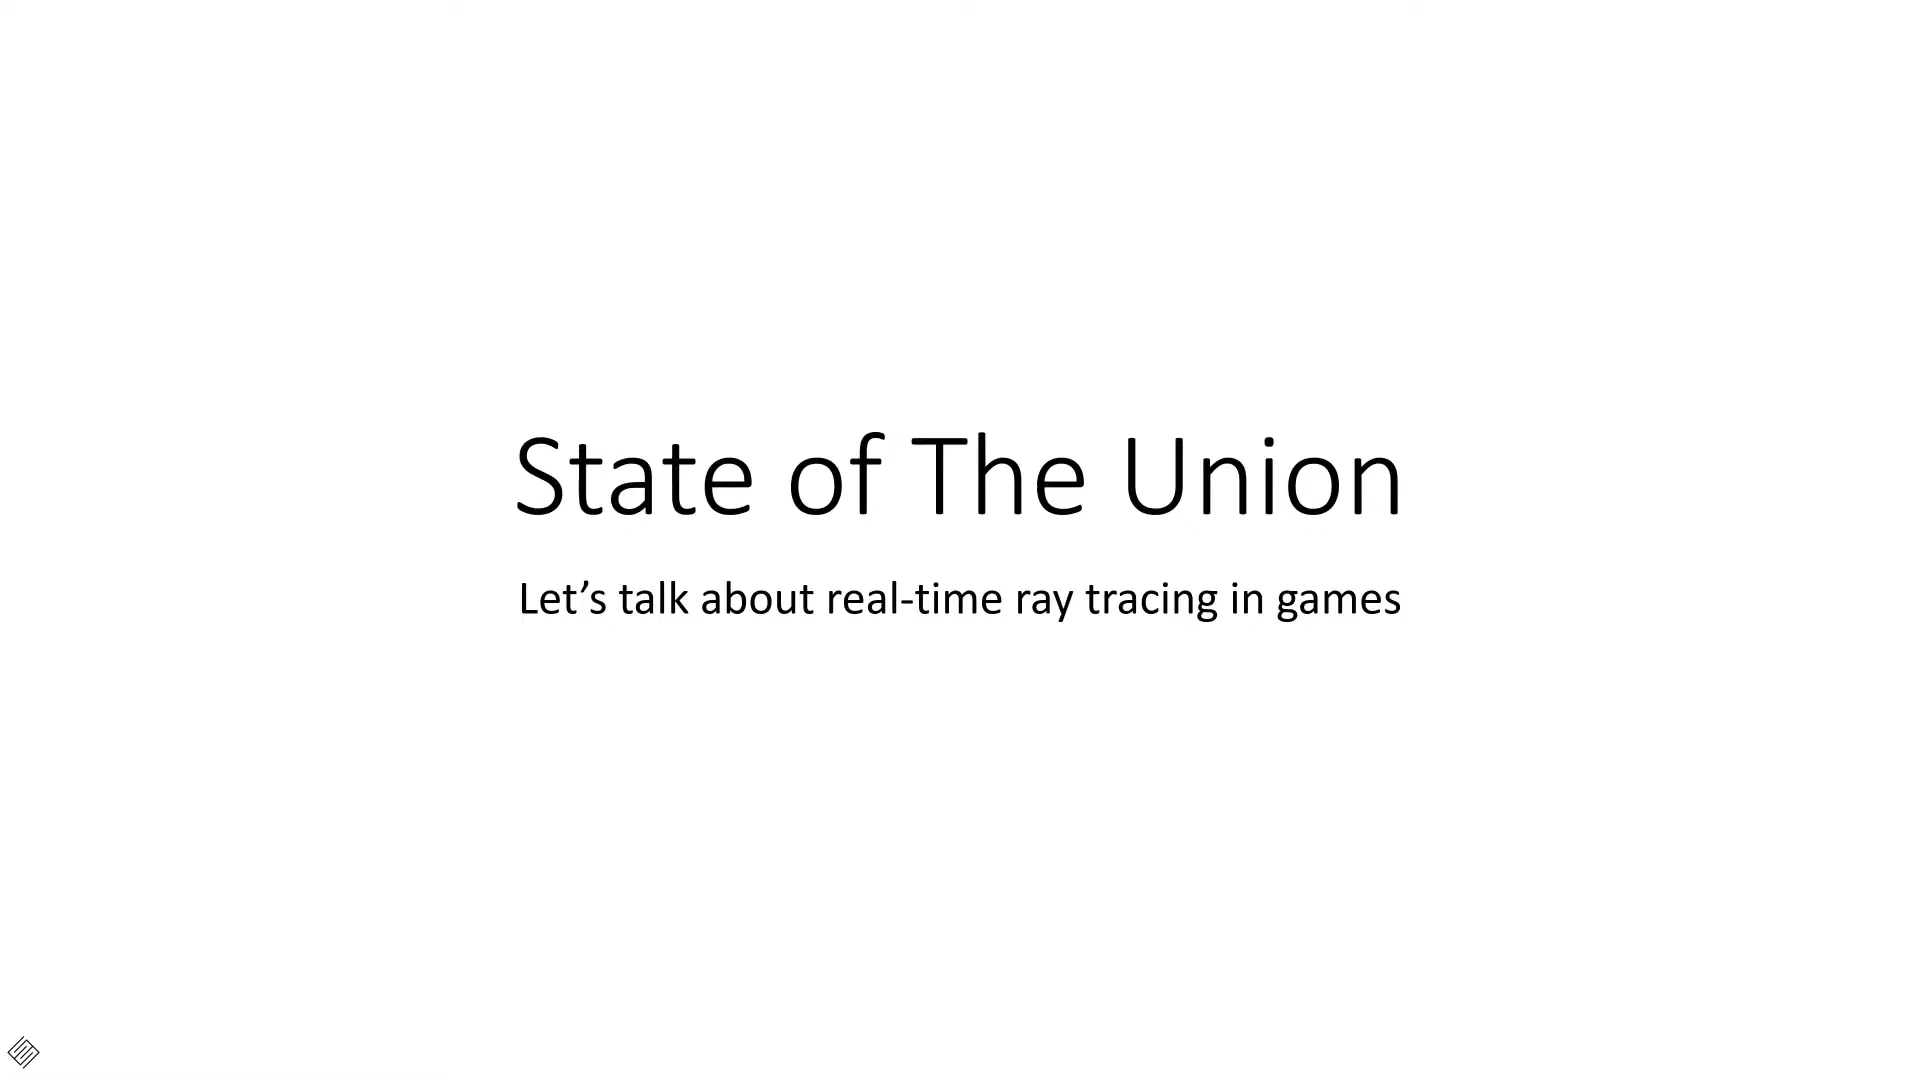 State of The Union
Let’s talk about real-time ray tracing in games